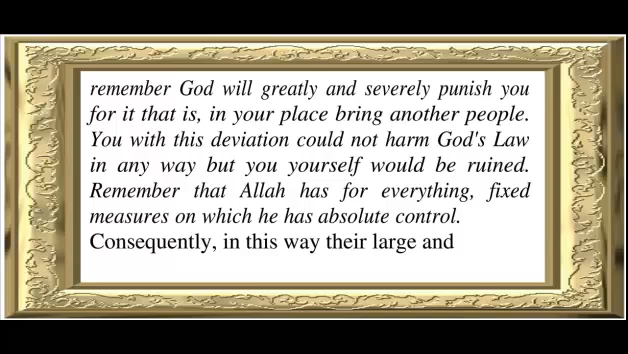 remember God will greatly and severely punish you
for it that is, in your place bring another people.
You with this deviation could not harm God's Law
in any way but you yourself would be ruined.
Remember that Allah has for everything, fixed
measures on which he has absolute control.
Consequently, in this way their large and